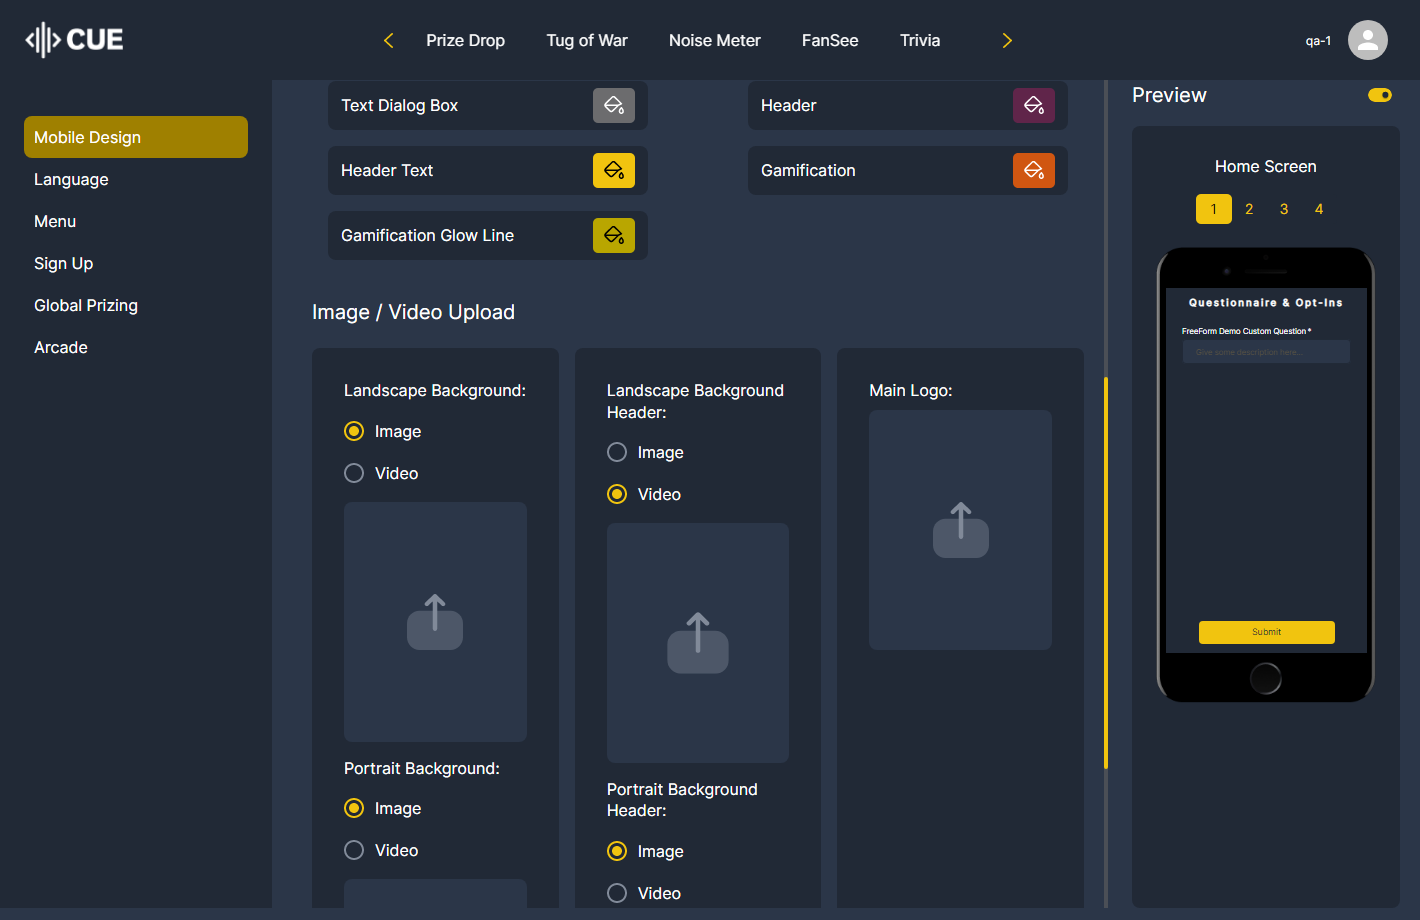 CUE
Prize Drop
Tug of War
Noise Meter
FanSee
Trivia
qa-1
Mobile Design
Language
Menu
Sign Up
Global Prizing
Arcade
Text Dialog Box
Header
Header Text
Gamification
Gamification Glow Line
Image / Video Upload
Landscape Background:
Image
Video
Portrait Background:
Image
Video
Landscape Background
Header:
Image
Video
Portrait Background
Header:
Image
Video
Main Logo:
Preview
Home Screen
1 2 3 4
Questionnaire & Opt-Ins
FreeForm Demo Custom Question *
Give some description here...
Submit